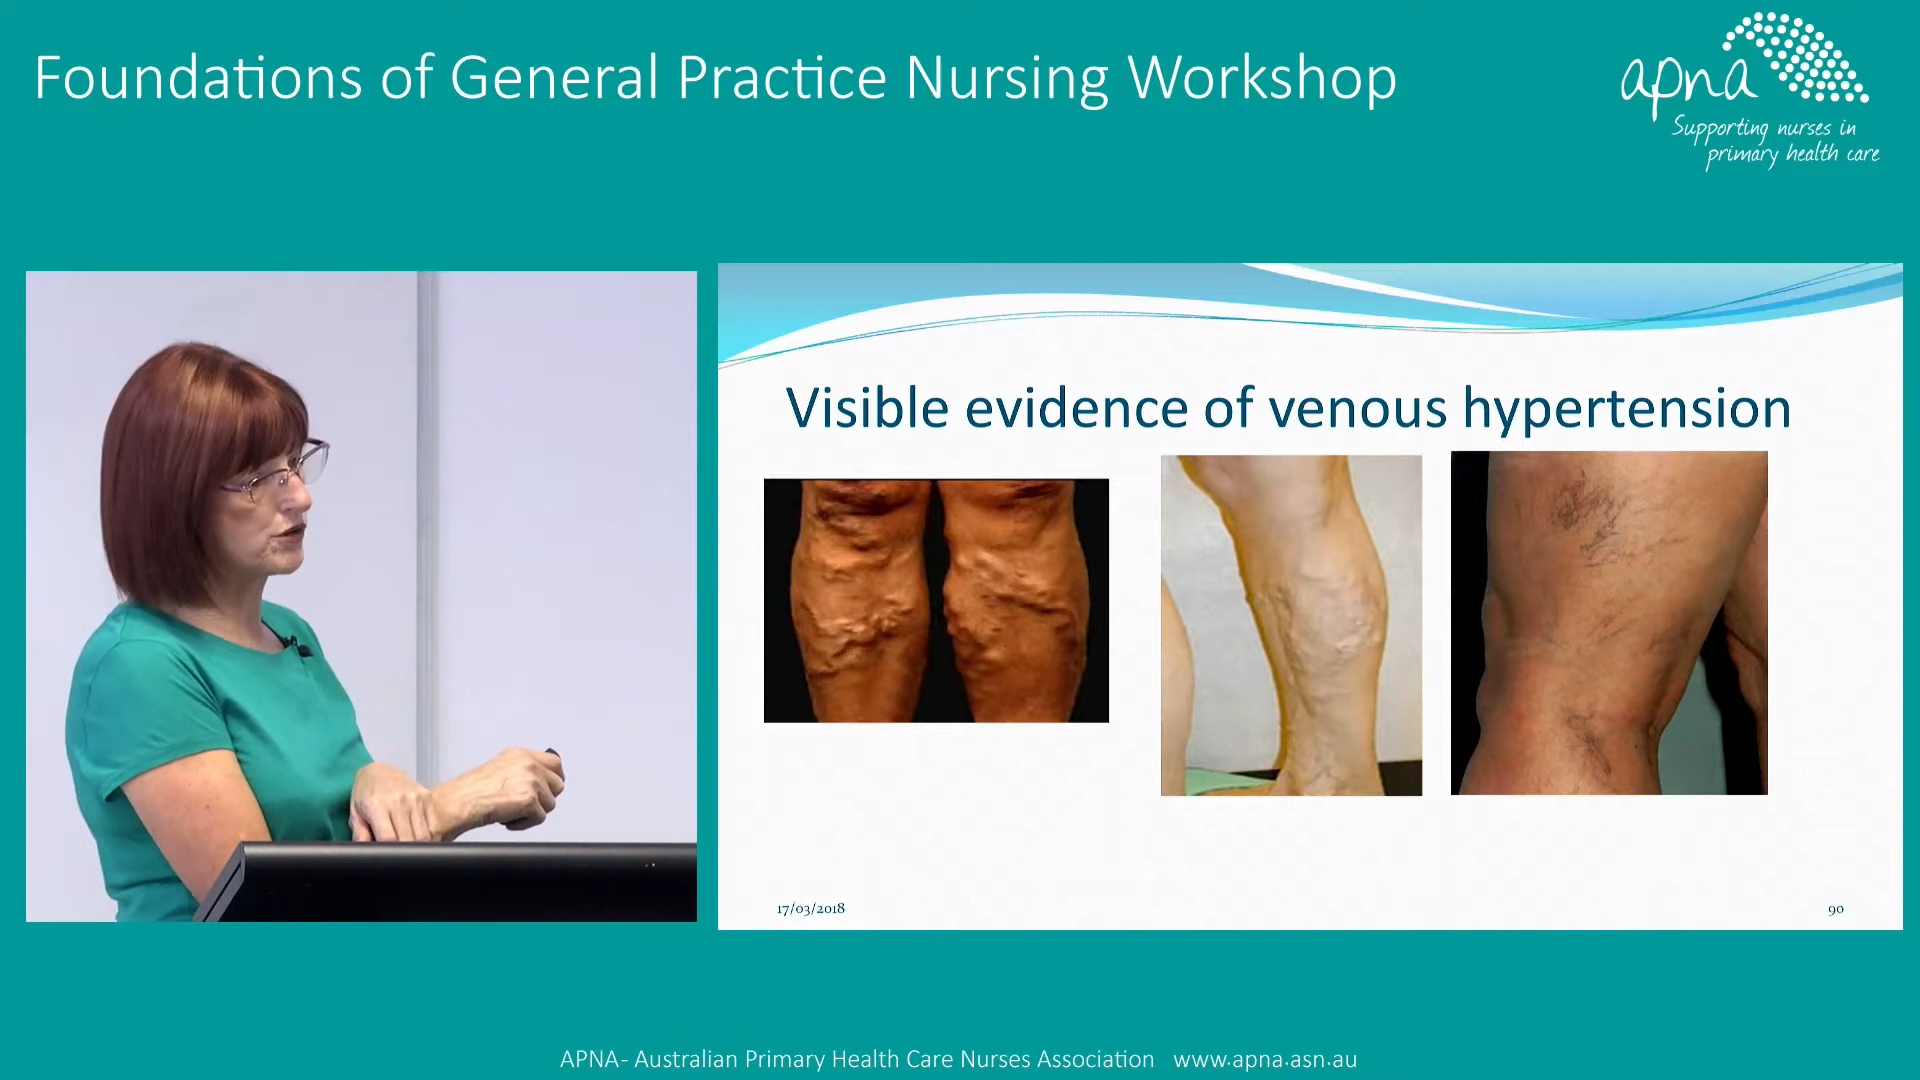 Foundations of General Practice Nursing Workshop
apna
Supporting nurses in
primary health care
Visible evidence of venous hypertension
17/03/2018
90
APNA- Australian Primary Health Care Nurses Association www.apna.asn.au